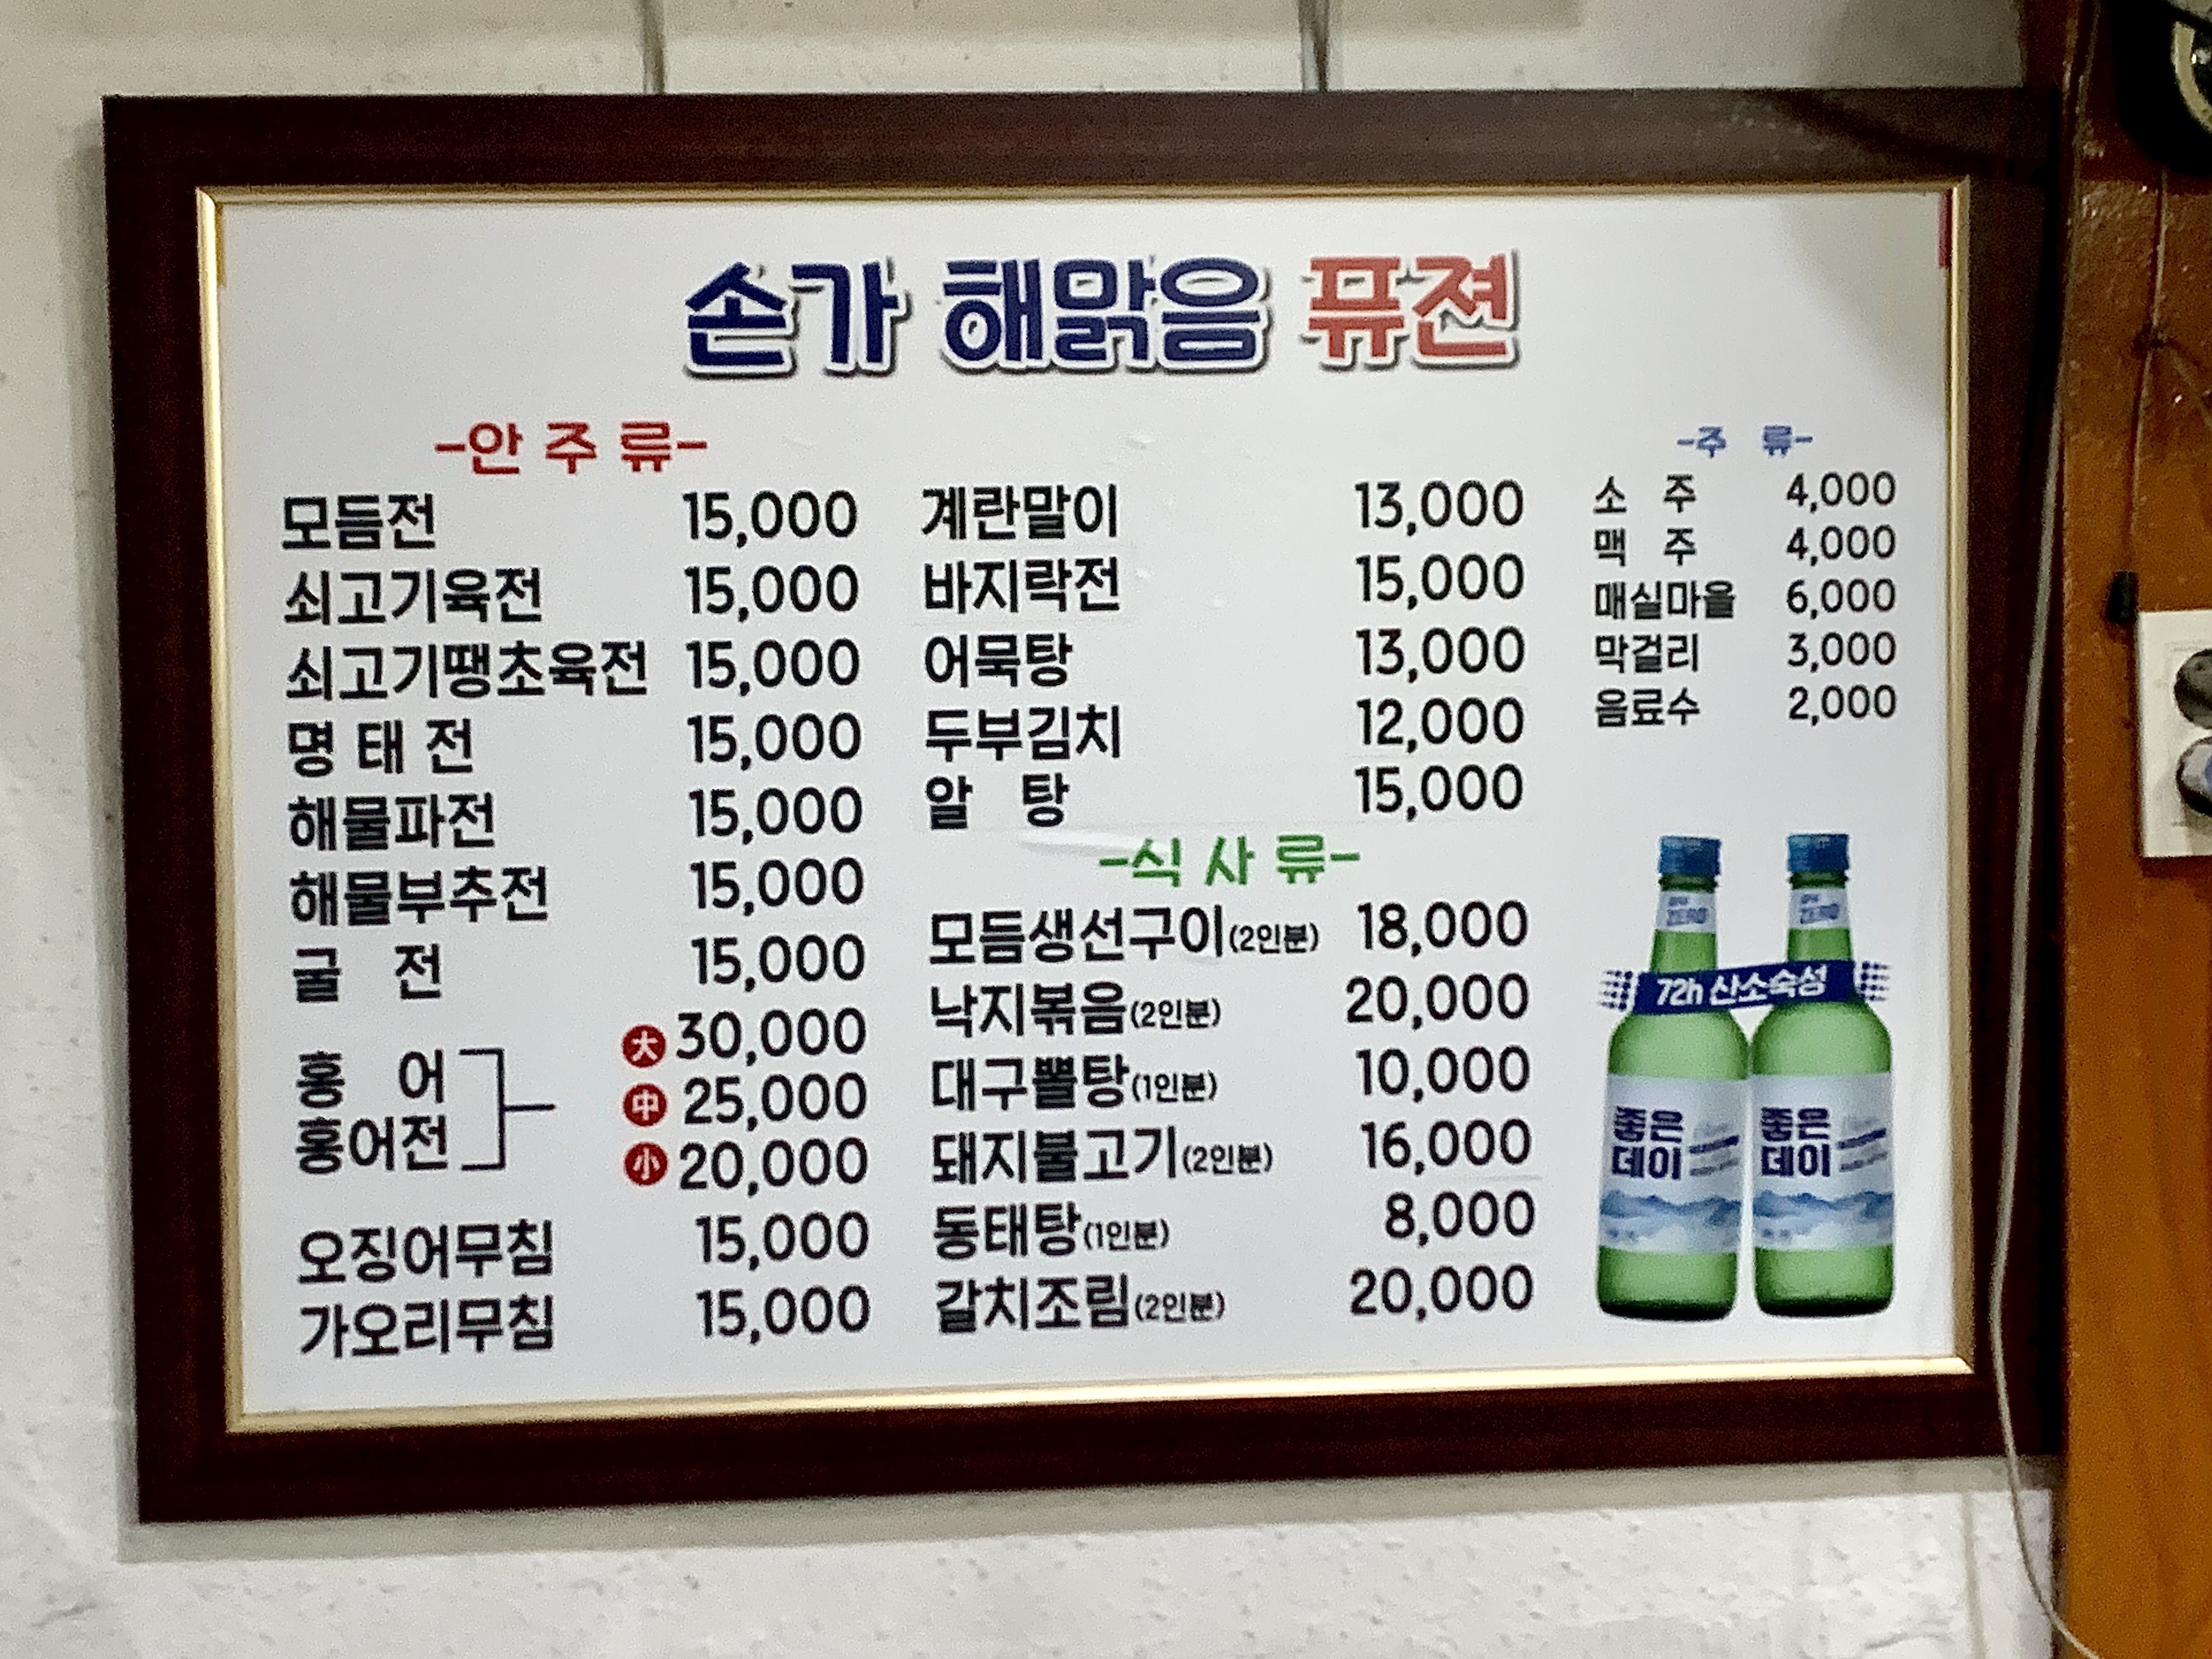 손가 해맑음 퓨젼
-안 주 류-
모듬전 15,000
쇠고기육전 15,000
쇠고기땡초육전 15,000
명 태 전 15,000
해물파전 15,000
해물부추전 15,000
굴 전 15,000
홍 어
홍어전
大 30,000
中 25,000
小 20,000
오징어무침 15,000
가오리무침 15,000
계란말이 13,000
바지락전 15,000
어묵탕 13,000
두부김치 12,000
알 탕 15,000
-식 사 류-
모듬생선구이(2인분) 18,000
낙지볶음(2인분) 20,000
대구뽈탕(1인분) 10,000
돼지불고기(2인분) 16,000
동태탕(1인분) 8,000
갈치조림(2인분) 20,000
-주 류-
소 주 4,000
맥 주 4,000
매실마을 6,000
막걸리 3,000
음료수 2,000
ZERO
ZERO
72h 산소숙성
좋은
데이
좋은
데이